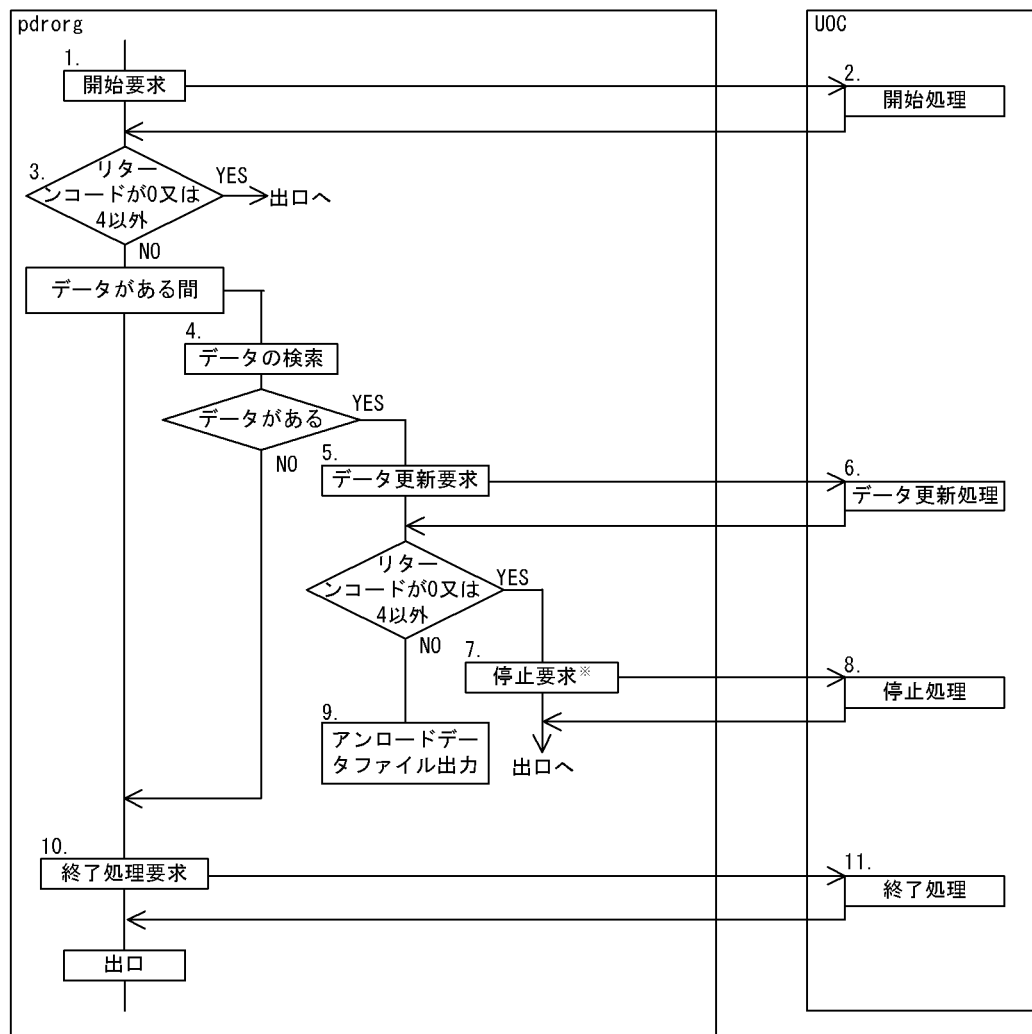 pdrorg
UOC
1.
開始要求
2.
開始処理
3.
リター
ンコードが0又は
4以外
YES
出口へ
NO
データがある間
4.
データの検索
データがある
YES
NO
5.
データ更新要求
6.
データ更新処理
リター
ンコードが0又は
4以外
YES
NO
7.
停止要求※
8.
停止処理
9.
アンロードデー
タファイル出力
出口へ
10.
終了処理要求
11.
終了処理
出口